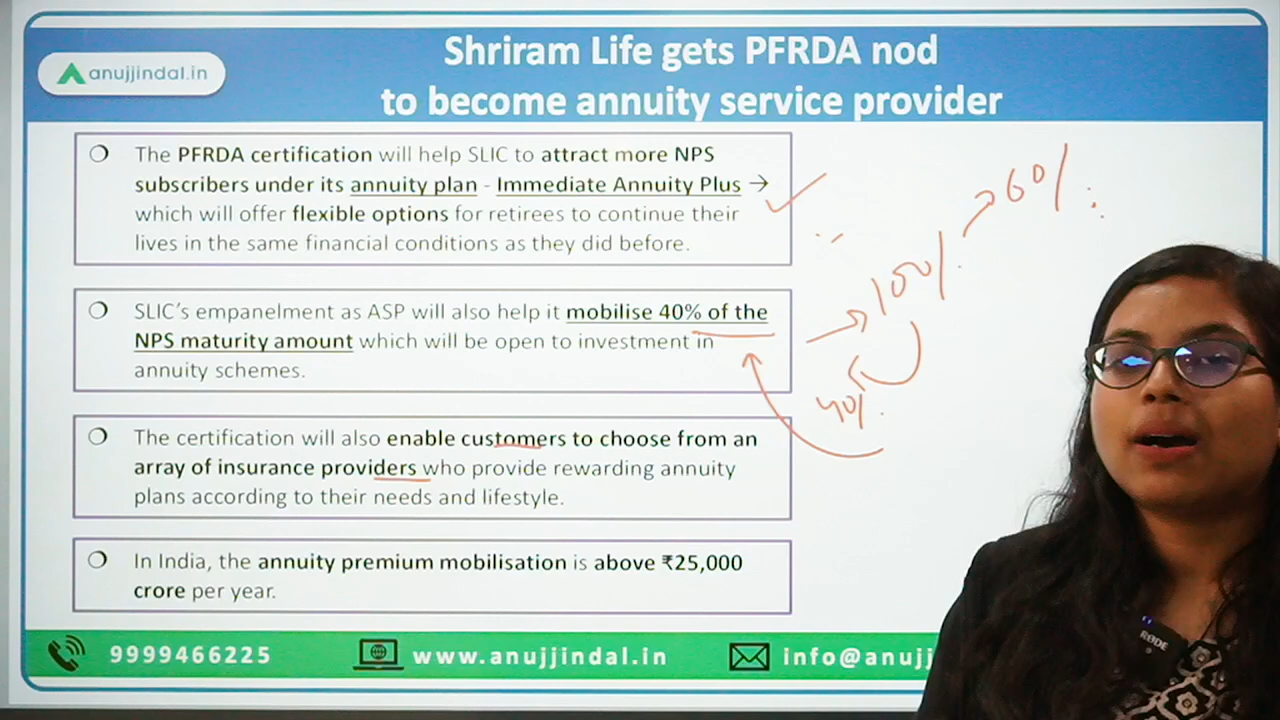 anujjindal.in
Shriram Life gets PFRDA nod
to become annuity service provider
❍ The PFRDA certification will help SLIC to attract more NPS
subscribers under its annuity plan - Immediate Annuity Plus →
which will offer flexible options for retirees to continue their
lives in the same financial conditions as they did before.
❍ SLIC's empanelment as ASP will also help it mobilise 40% of the
NPS maturity amount which will be open to investment in
annuity schemes.
❍ The certification will also enable customers to choose from an
array of insurance providers who provide rewarding annuity
plans according to their needs and lifestyle.
❍ In India, the annuity premium mobilisation is above ₹25,000
crore per year.
→ 60%
→ 100%
40%
9999466225
www.anujjindal.in
info@anujj
RØDE